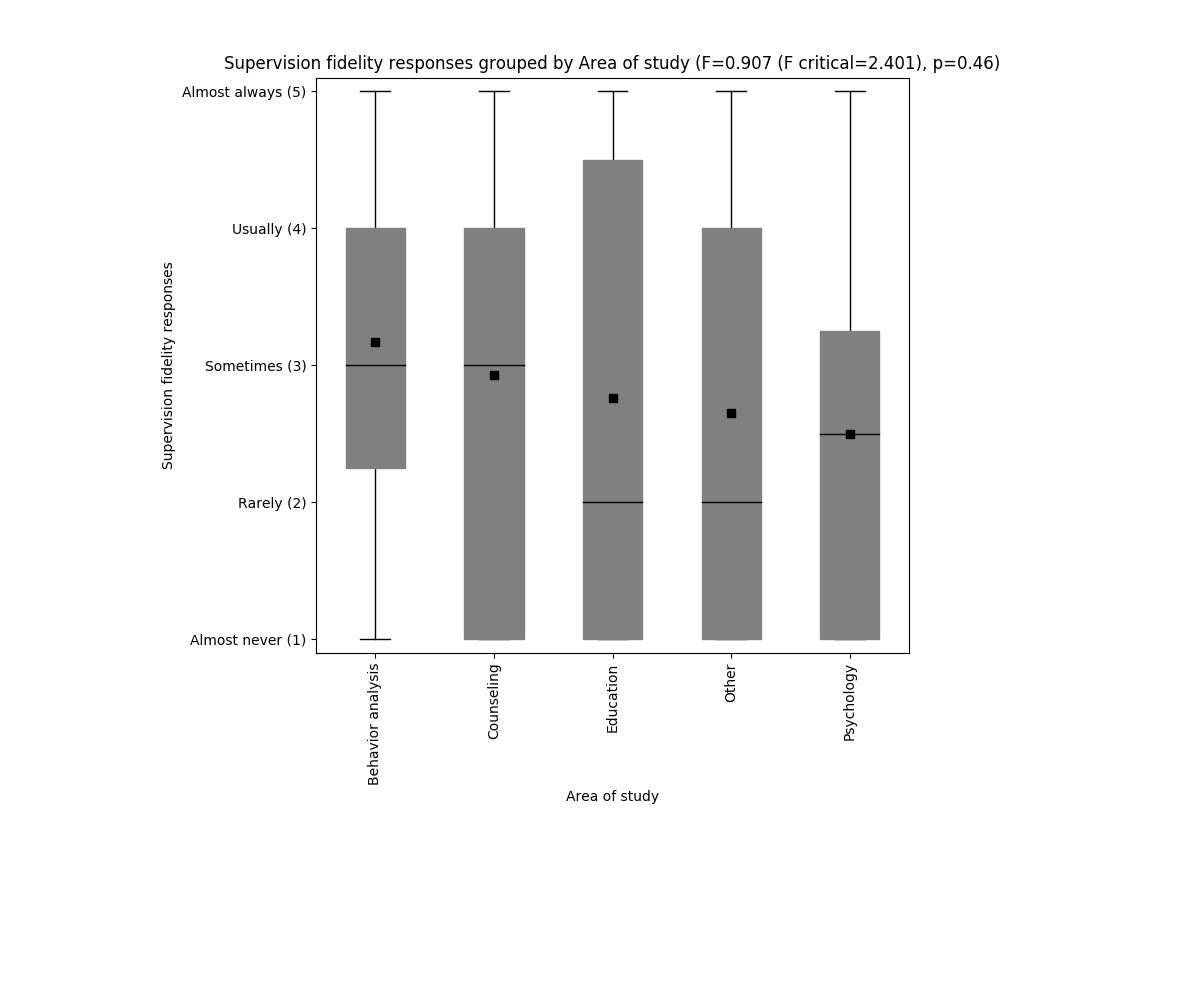 Supervision fidelity responses grouped by Area of study (F=0.907 (F critical=2.401), p=0.46)
Almost always (5)
Usually (4)
Sometimes (3)
Rarely (2)
Almost never (1)
Supervision fidelity responses
Behavior analysis
Counseling
Education
Other
Psychology
Area of study